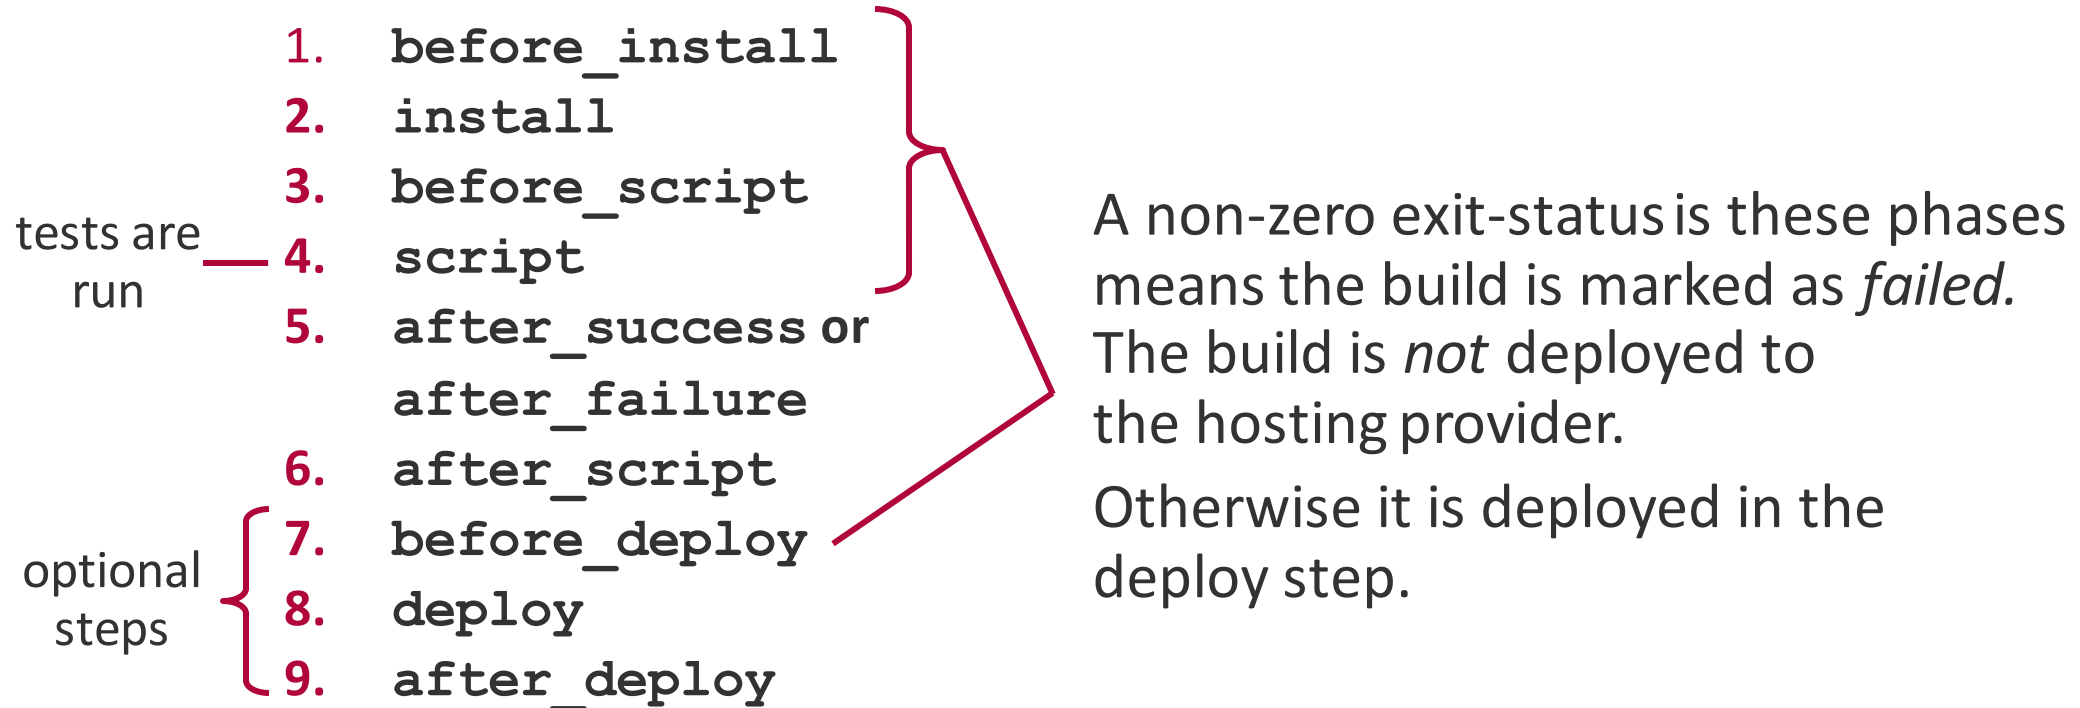 1. before_install
2. install
3. before_script
tests are
run
4. script
5. after_success or
after_failure
6. after_script
optional
steps
7. before_deploy
8. deploy
9. after_deploy
A non-zero exit-status is these phases
means the build is marked as failed.
The build is not deployed to
the hosting provider.
Otherwise it is deployed in the
deploy step.